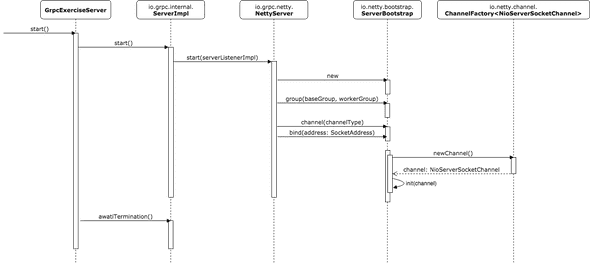 GrpcExerciseServer
io.grpc.internal.
ServerImpl
io.grpc.netty.
NettyServer
io.netty.bootstrap.
ServerBootstrap
io.netty.channel.
ChannelFactory<NioServerSocketChannel>
start()
start()
start(serverListenerImpl)
new
group(baseGroup, workerGroup)
channel(channelType)
bind(address: SocketAddress)
newChannel()
channel: NioServerSocketChannel
init(channel)
awatiTermination()